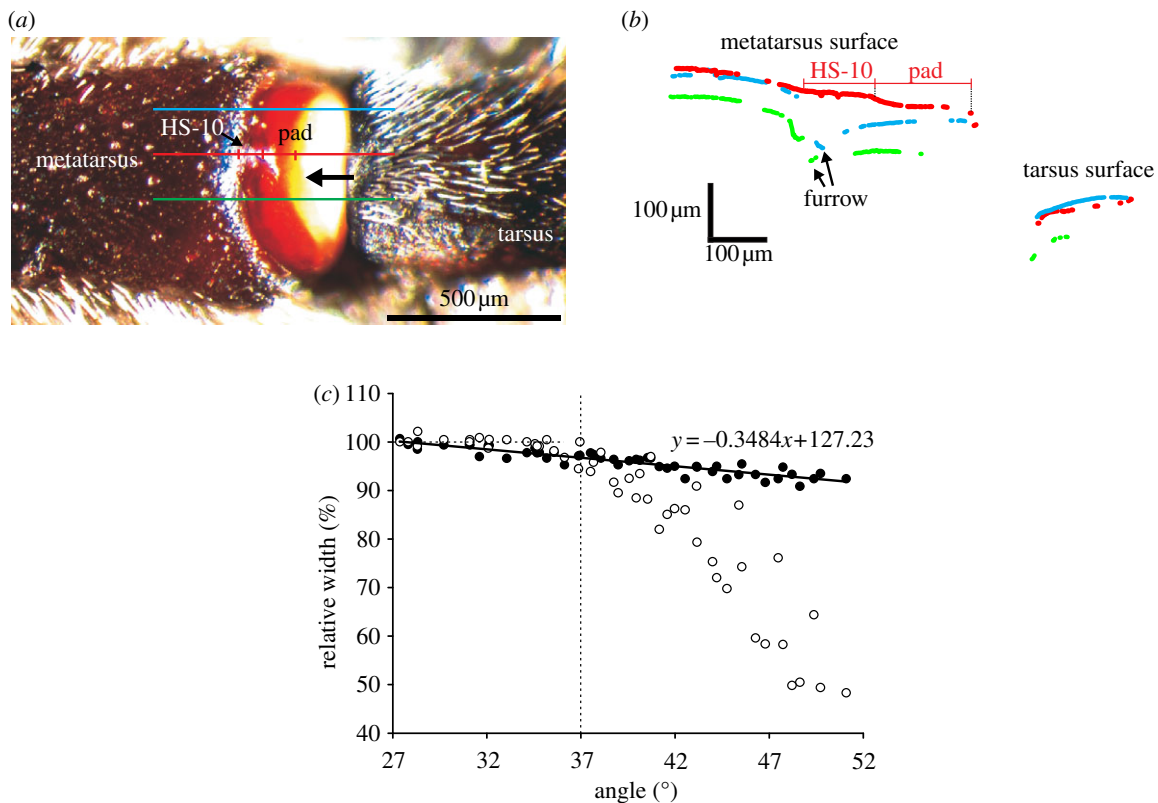 (a)
HS-10
pad
metatarsus
tarsus
500 µm
(b)
metatarsus surface
HS-10 pad
furrow
tarsus surface
100 µm
100 µm
(c)
y = –0.3484x+127.23
relative width (%)
110
100
90
80
70
60
50
40
27 32 37 42 47 52
angle (°)